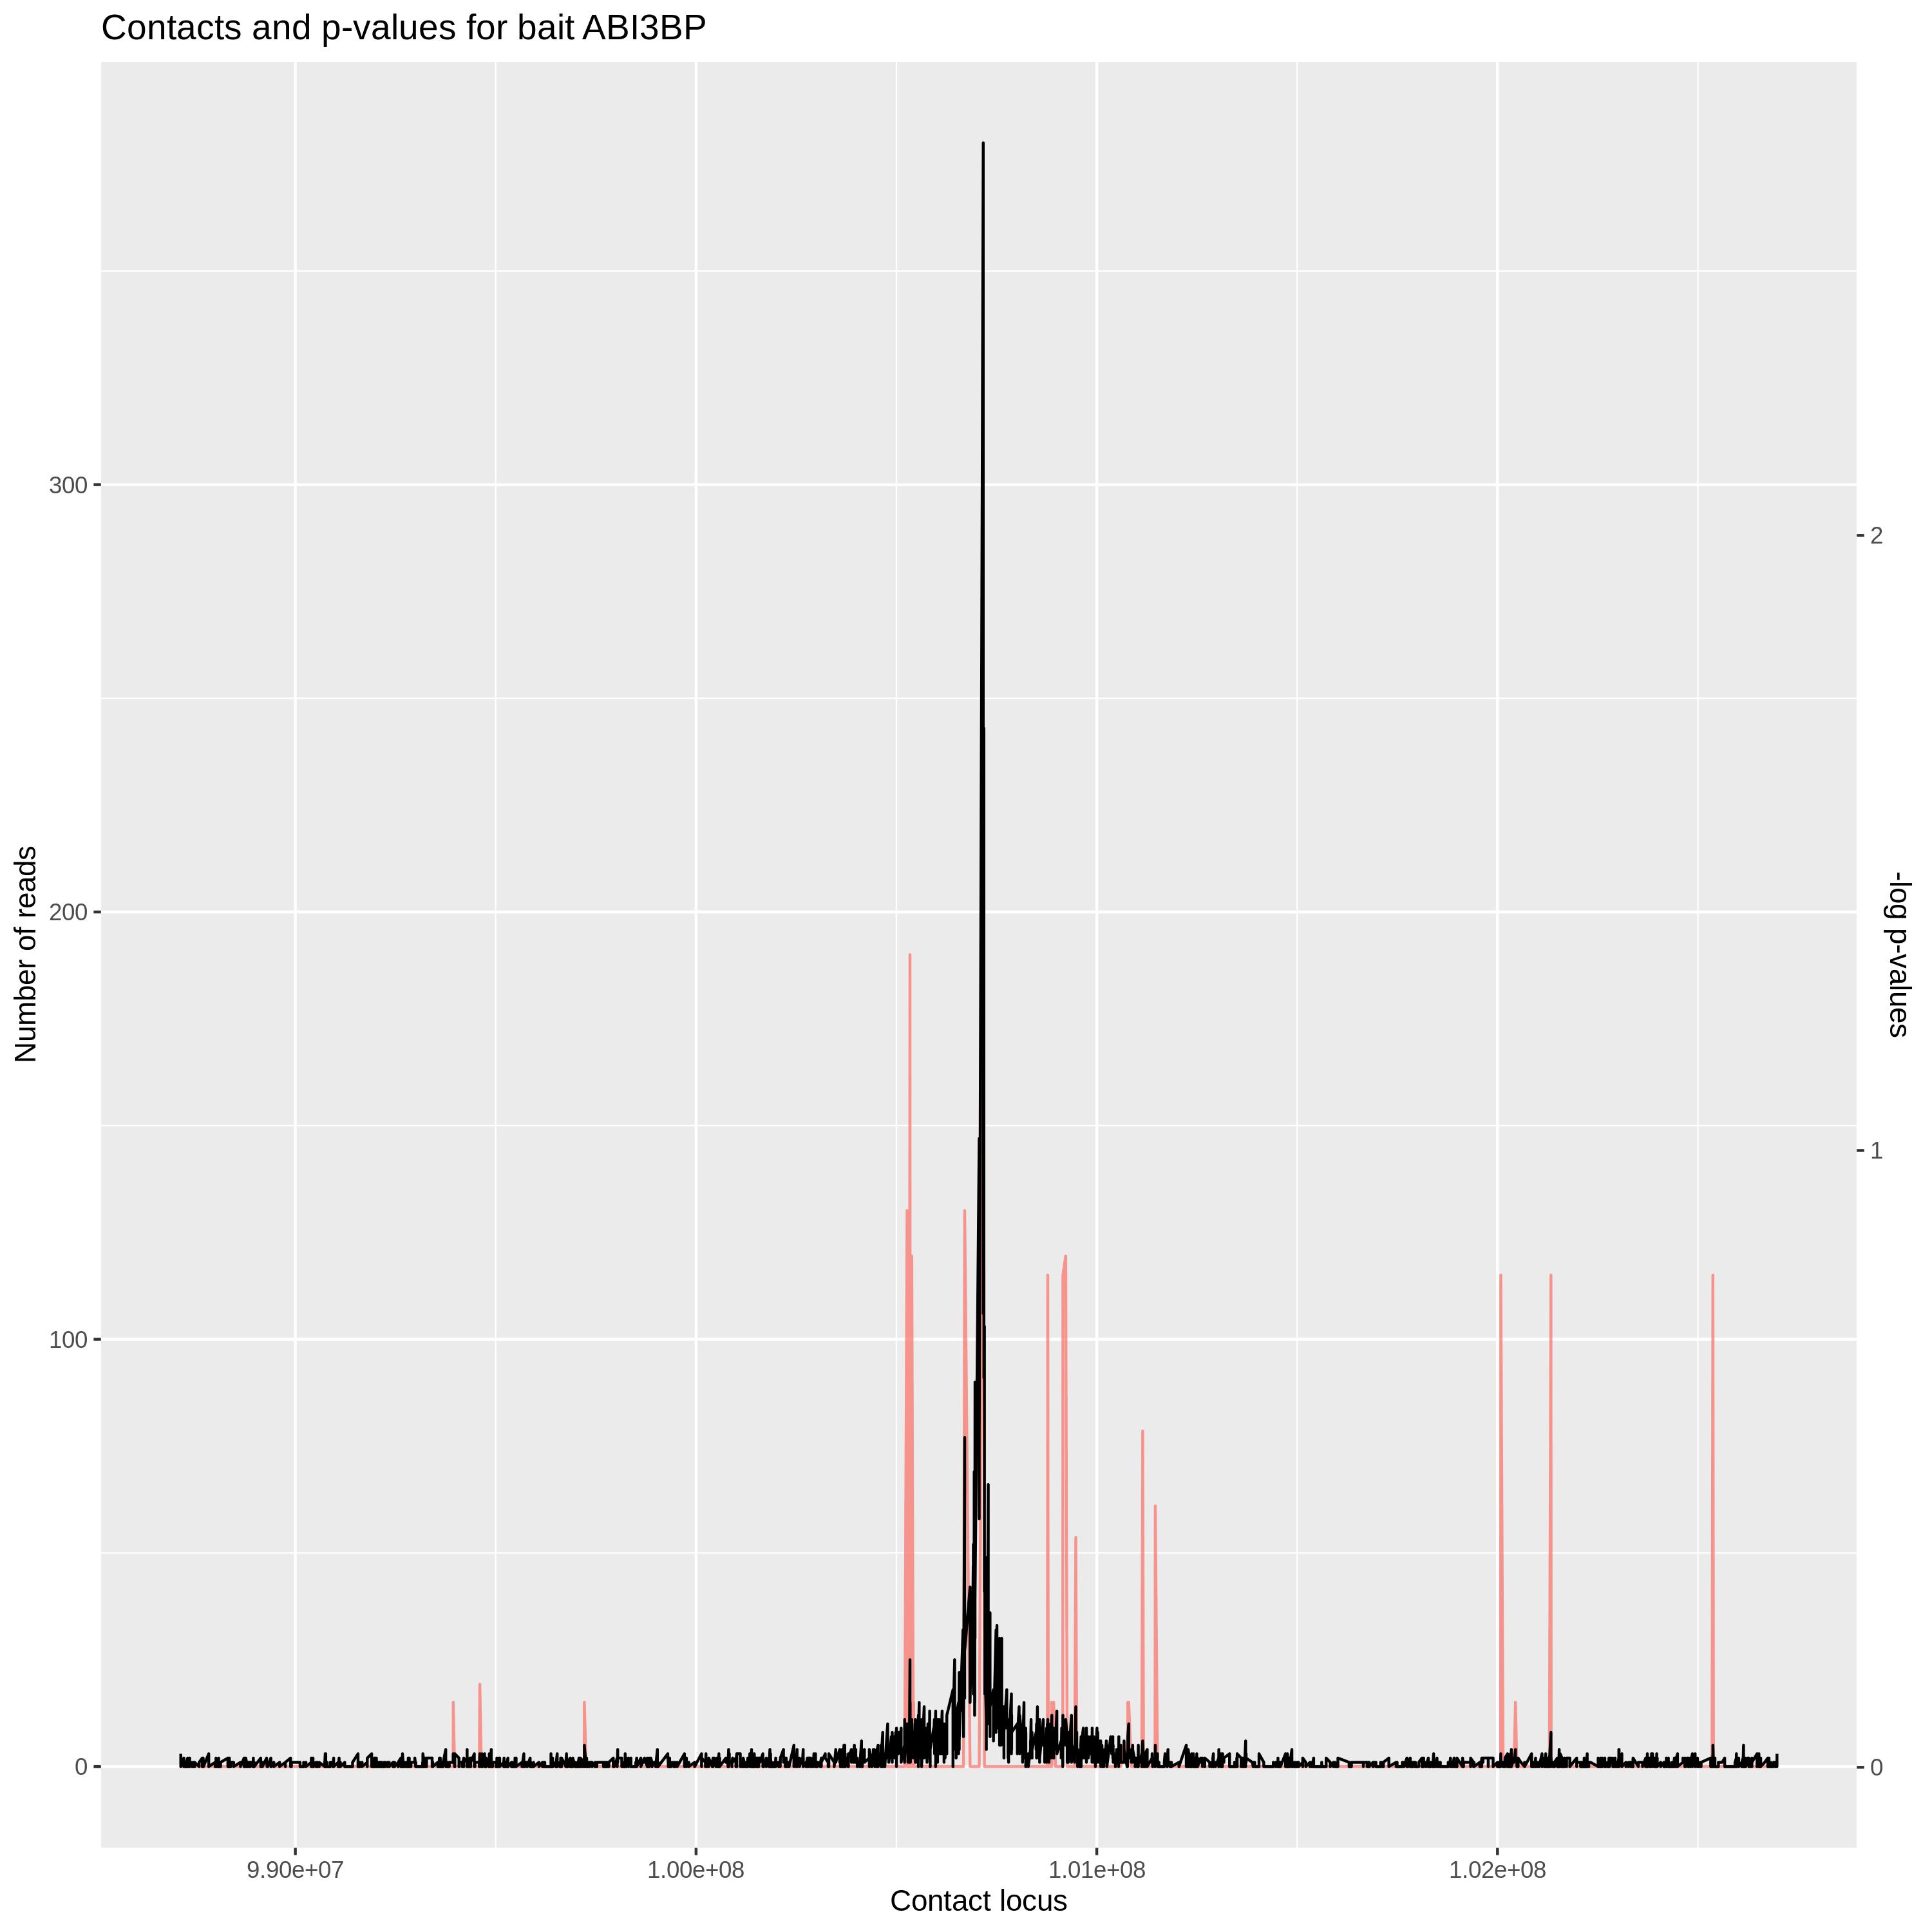 Contacts and p-values for bait ABI3BP
Number of reads
300
200
100
0
2
1
0
-log p-values
9.90e+07
1.00e+08
1.01e+08
1.02e+08
Contact locus